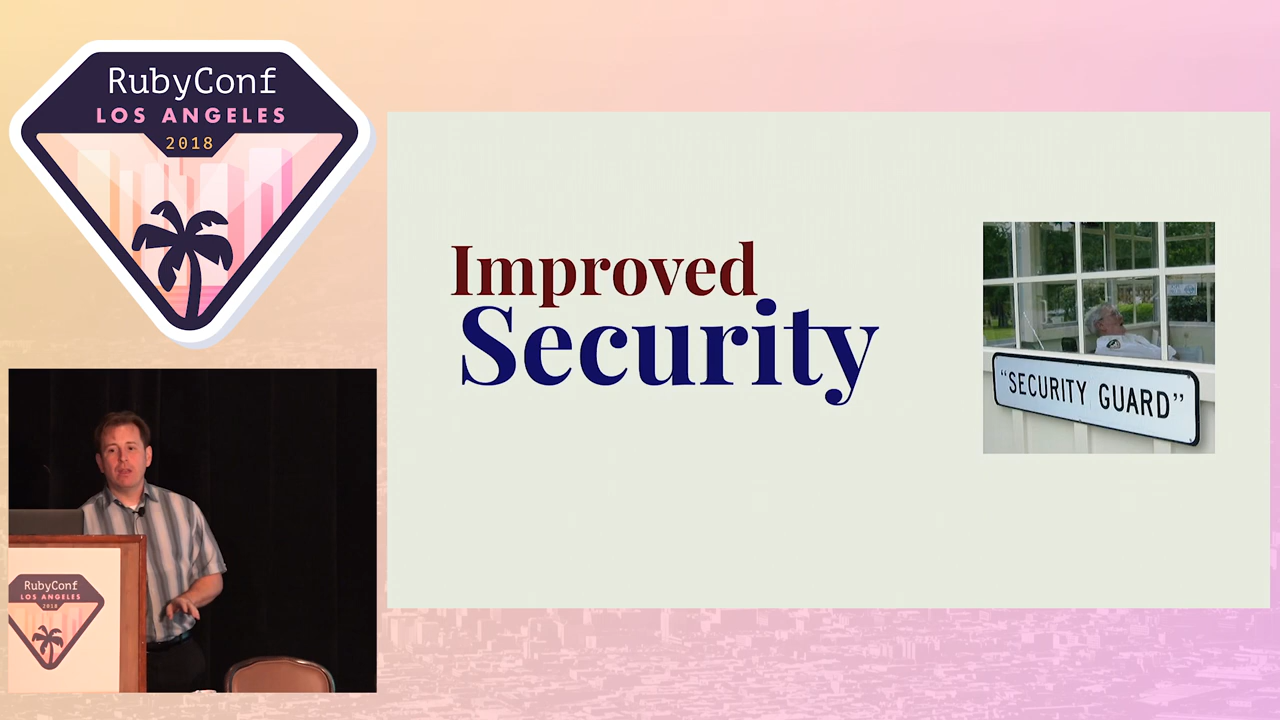 RubyConf
LOS ANGELES
2018
Improved
Security
"SECURITY GUARD"
RubyConf
LOS ANGELES
2018